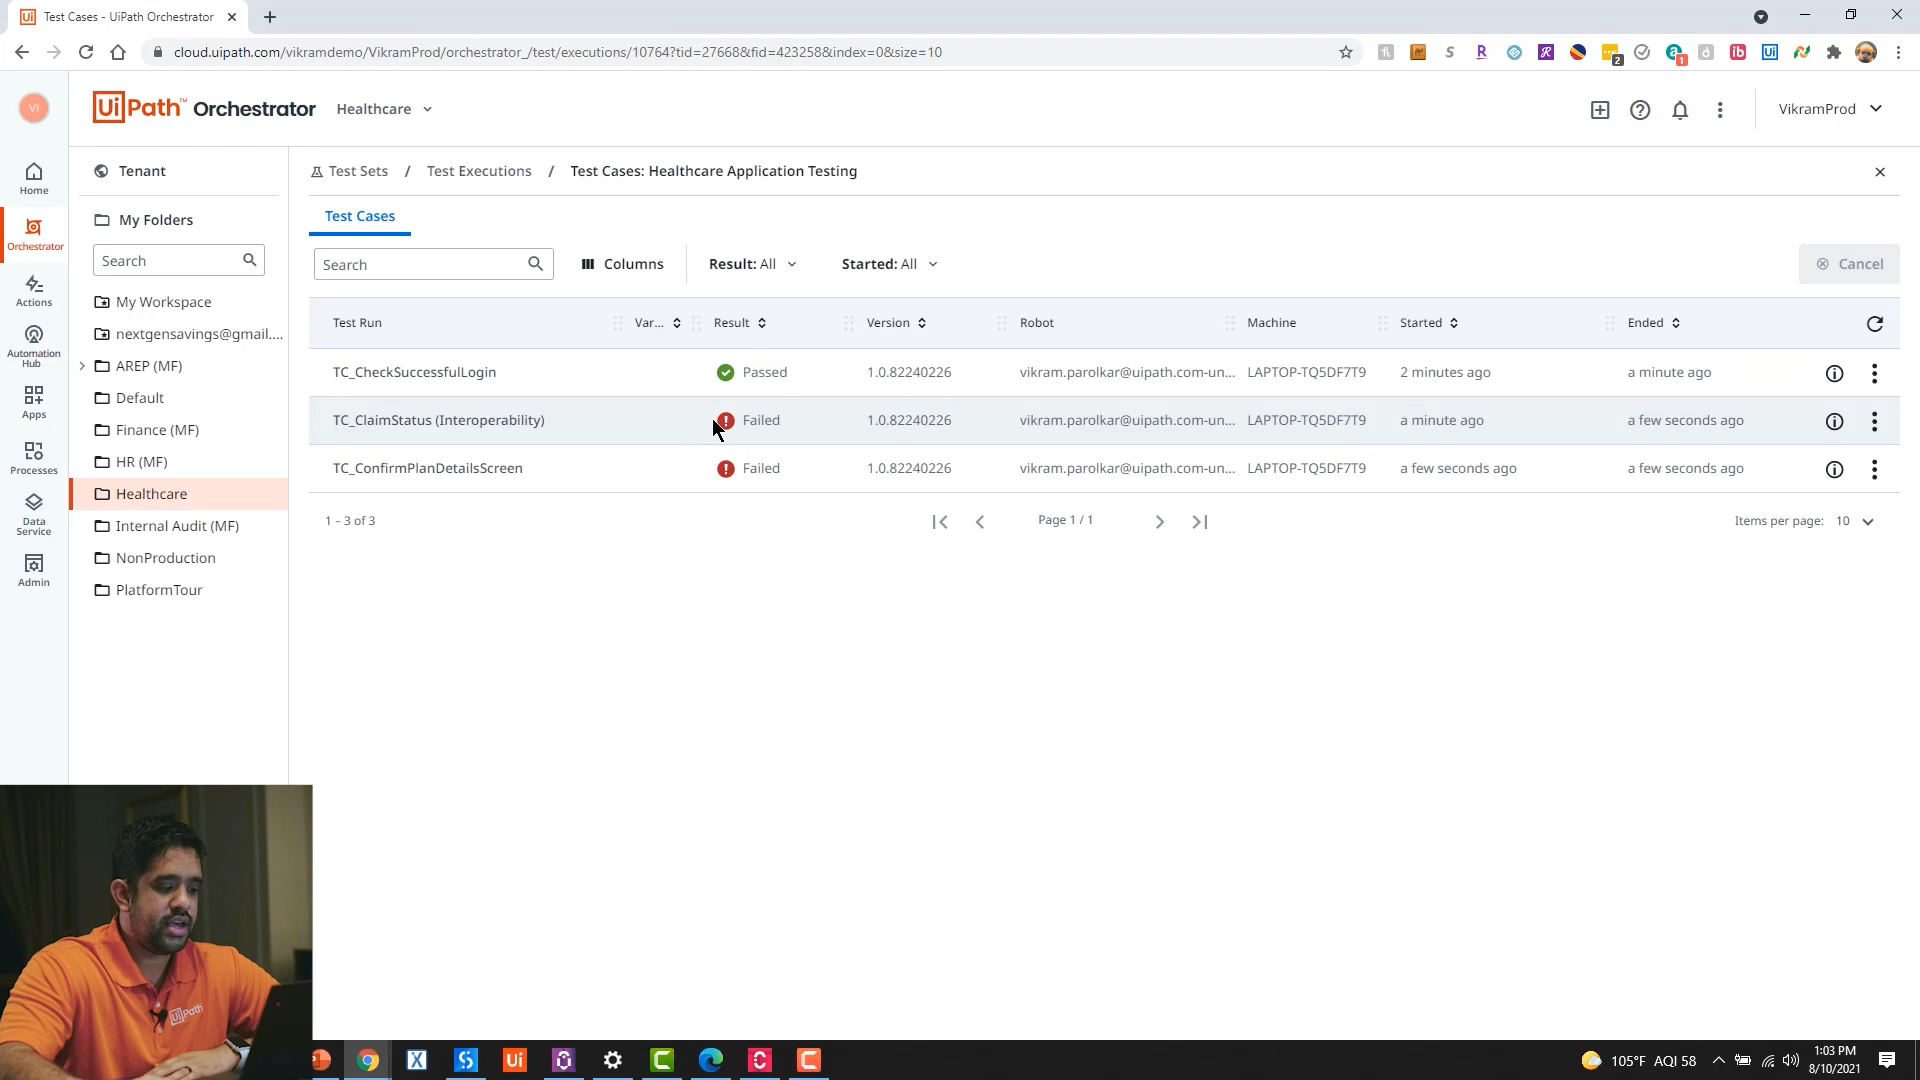 Test Cases - UiPath Orchestrator
cloud.uipath.com/vikramdemo/VikramProd/orchestrator_/test/executions/10764?tid=27668&fid=423258&index=0&size=10
VI
UiPath™ Orchestrator
Healthcare
VikramProd
Home
Orchestrator
Actions
Automation
Hub
Apps
Processes
Data
Service
Admin
Tenant
My Folders
Search
My Workspace
nextgensavings@gmail....
AREP (MF)
Default
Finance (MF)
HR (MF)
Healthcare
Internal Audit (MF)
NonProduction
PlatformTour
Test Sets / Test Executions / Test Cases: Healthcare Application Testing
Test Cases
Search
Columns
Result: All
Started: All
Cancel
Test Run Var... Result Version Robot Machine Started Ended
TC_CheckSuccessfulLogin Passed 1.0.82240226 vikram.parolkar@uipath.com-un... LAPTOP-TQ5DF7T9 2 minutes ago a minute ago
TC_ClaimStatus (Interoperability) Failed 1.0.82240226 vikram.parolkar@uipath.com-un... LAPTOP-TQ5DF7T9 a minute ago a few seconds ago
TC_ConfirmPlanDetailsScreen Failed 1.0.82240226 vikram.parolkar@uipath.com-un... LAPTOP-TQ5DF7T9 a few seconds ago a few seconds ago
1 – 3 of 3
Page 1 / 1
Items per page: 10
UiPath
105°F AQI 58
1:03 PM
8/10/2021